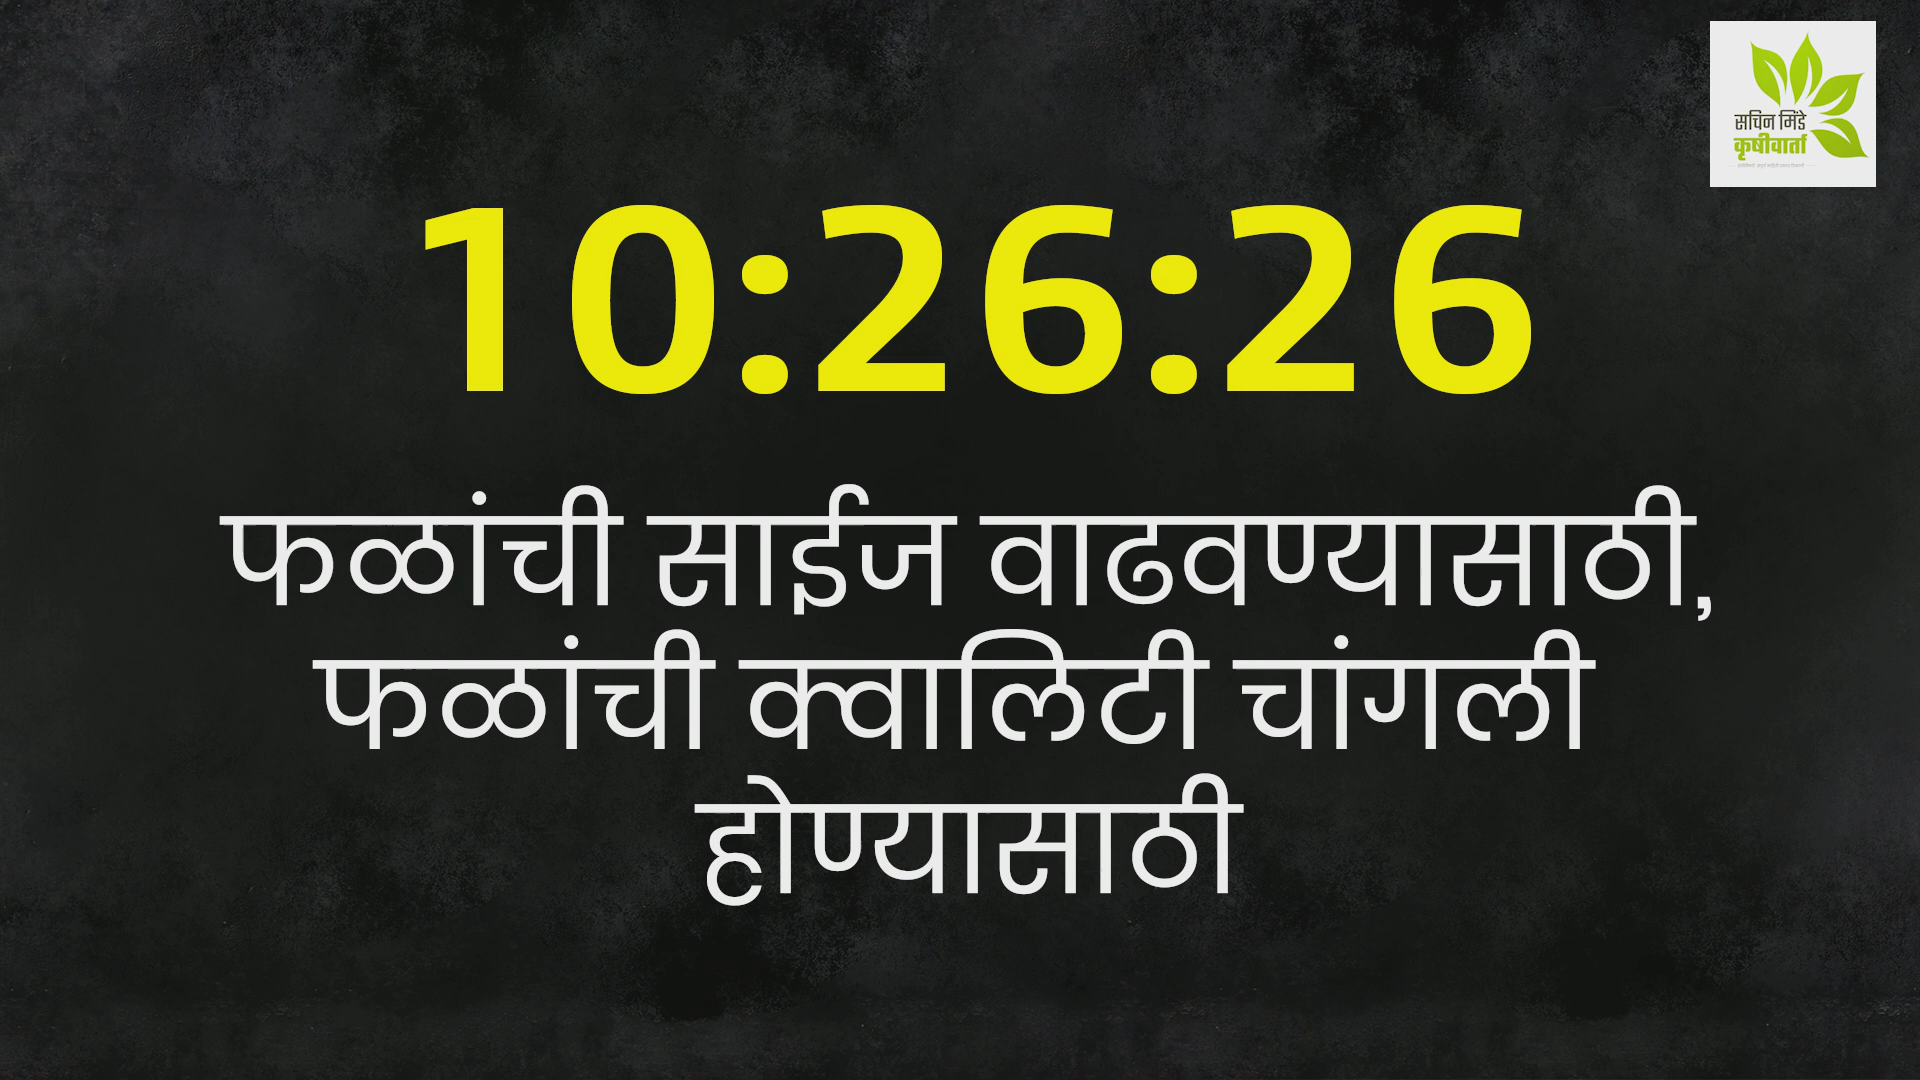 सचिन मिंडे
कृषीवार्ता
10:26:26
फळांची साईज वाढवण्यासाठी,
फळांची क्वालिटी चांगली
होण्यासाठी